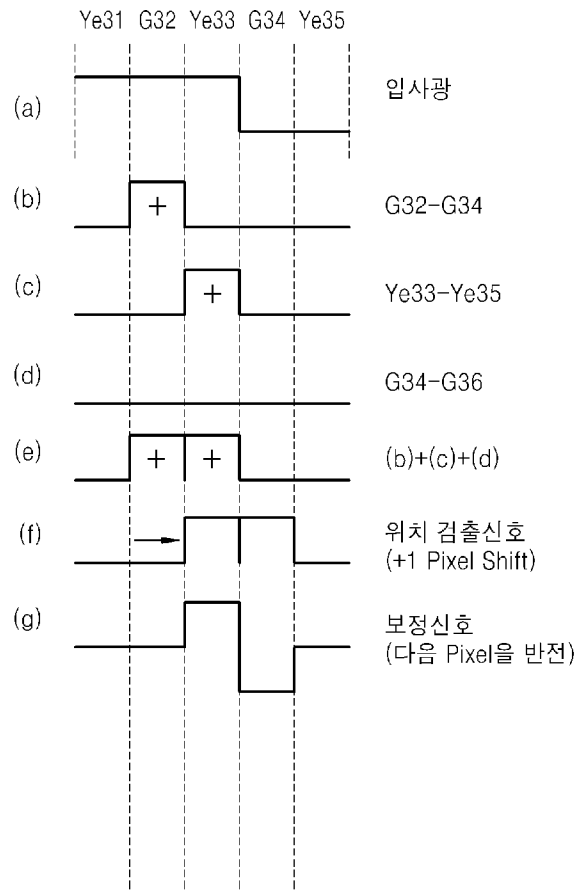 Ye31 G32 Ye33 G34 Ye35
(a) 입사광
(b) + G32-G34
(c) + Ye33-Ye35
(d) G34-G36
(e) + + (b)+(c)+(d)
(f) 위치 검출신호
(+1 Pixel Shift)
(g) 보정신호
(다음 Pixel을 반전)